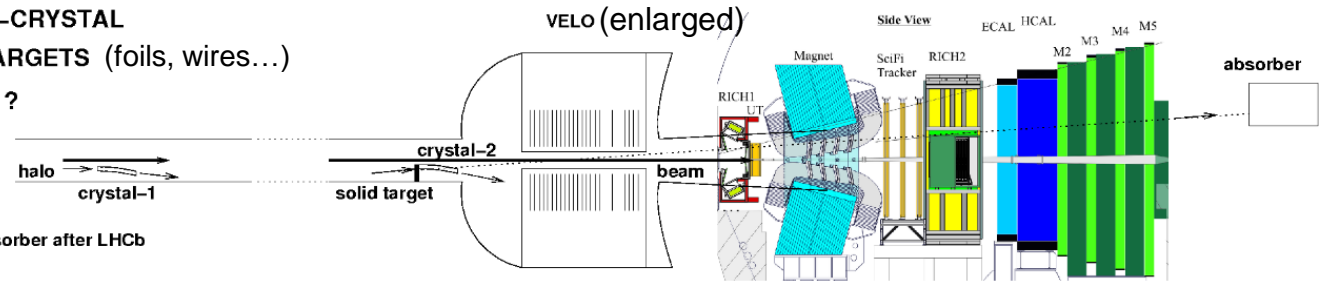 –CRYSTAL
VELO (enlarged)
ARGETS (foils, wires...)
?
Side View
ECAL HCAL
M2 M3 M4 M5
Magnet
SciFi
Tracker
RICH2
absorber
RICH1
UT
crystal–2
halo
beam
crystal–1
solid target
sorber after LHCb